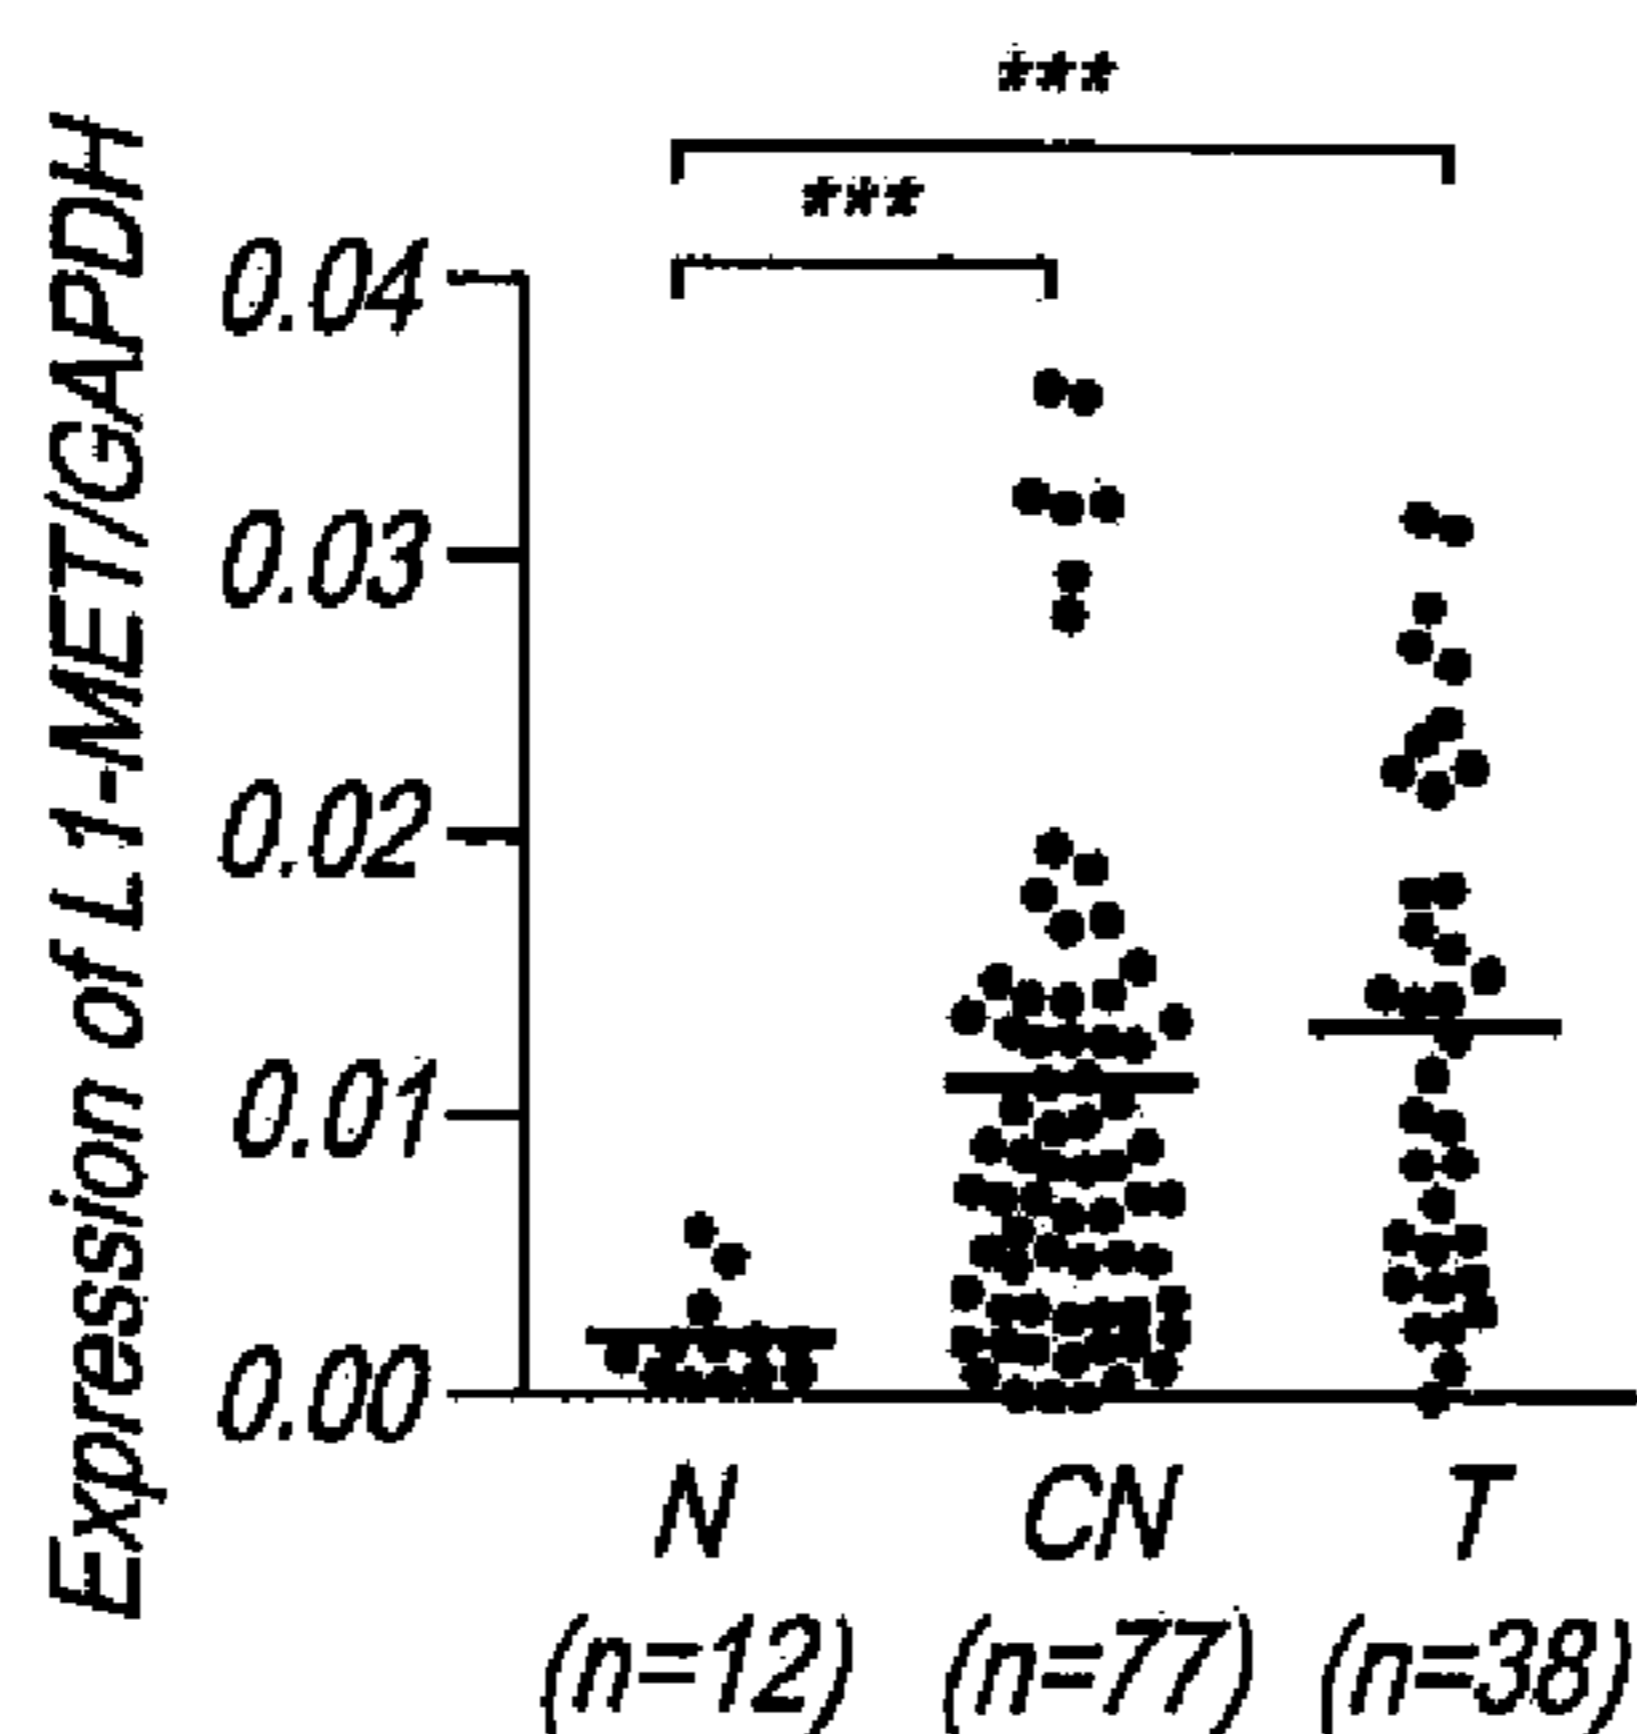 ***
***
Expression of L1-MET/GAPDH
0.04
0.03
0.02
0.01
0.00
N CN T
(n=12) (n=77) (n=38)